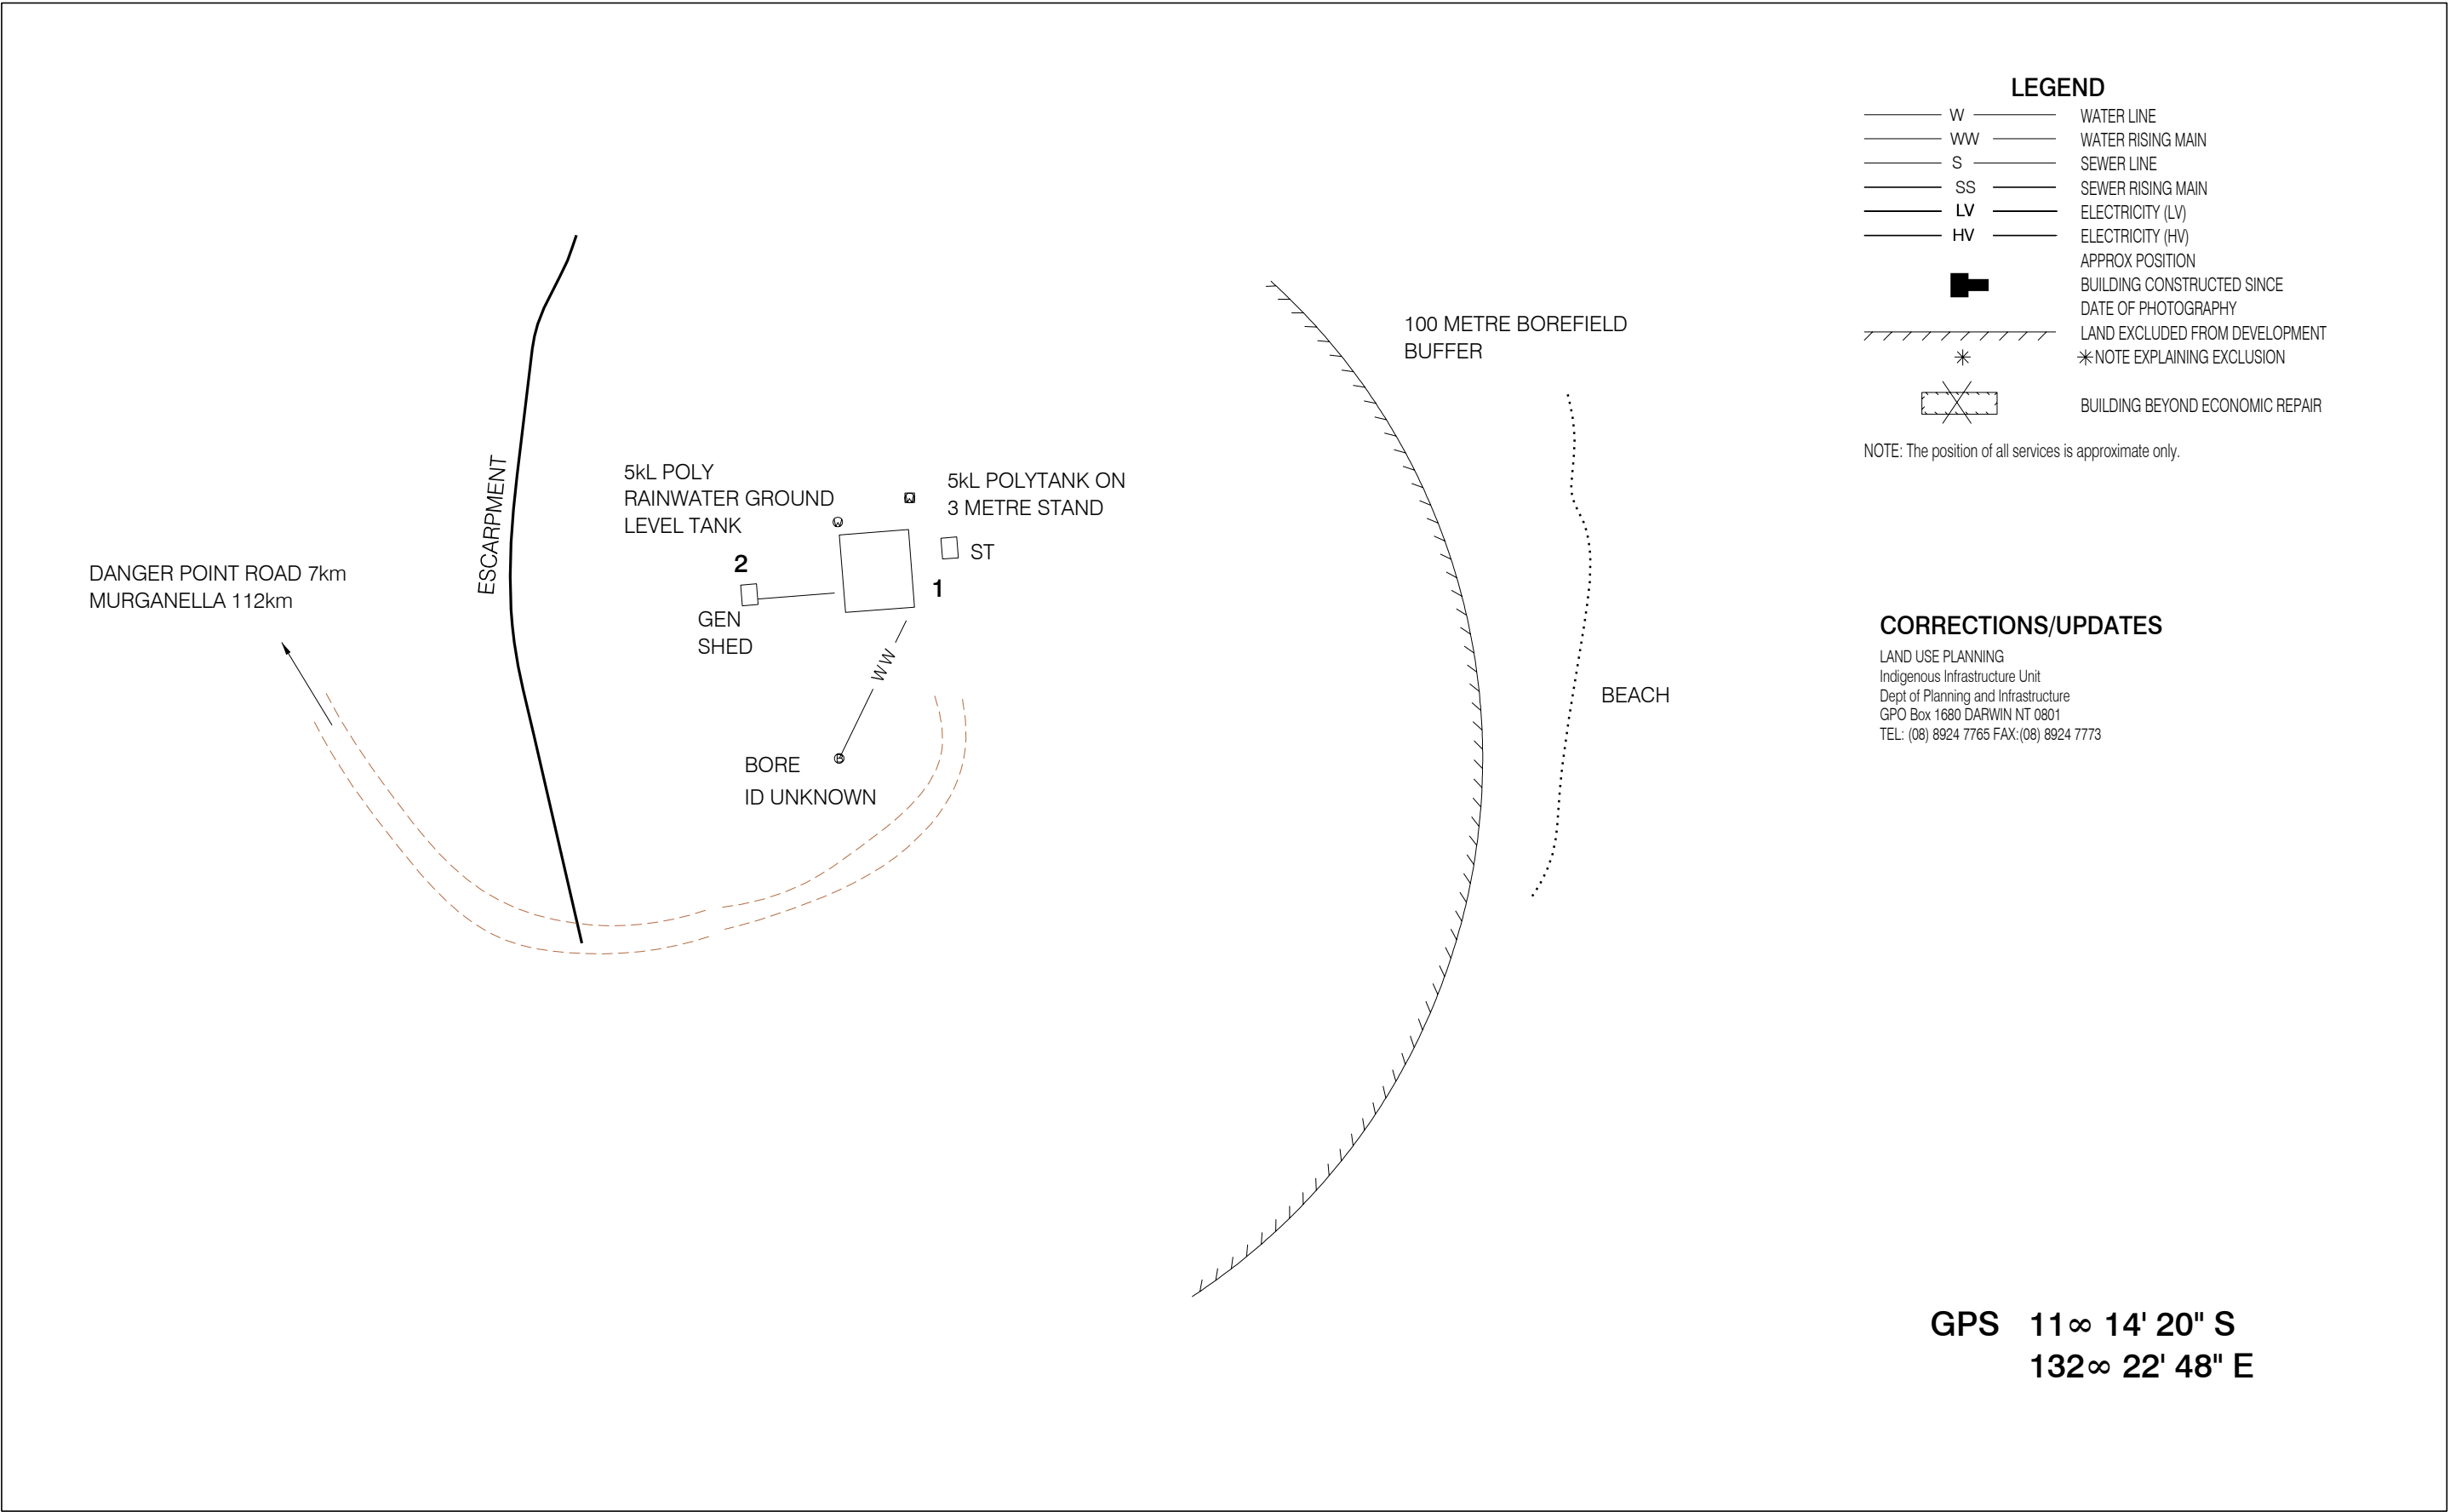 LEGEND
W WATER LINE
WW WATER RISING MAIN
S SEWER LINE
SS SEWER RISING MAIN
LV ELECTRICITY (LV)
HV ELECTRICITY (HV)
APPROX POSITION
BUILDING CONSTRUCTED SINCE
DATE OF PHOTOGRAPHY
LAND EXCLUDED FROM DEVELOPMENT
* *NOTE EXPLAINING EXCLUSION
BUILDING BEYOND ECONOMIC REPAIR
NOTE: The position of all services is approximate only.
100 METRE BOREFIELD
BUFFER
ESCARPMENT
5kL POLY
RAINWATER GROUND
LEVEL TANK
W
W
5kL POLYTANK ON
3 METRE STAND
ST
2
1
GEN
SHED
DANGER POINT ROAD 7km
MURGANELLA 112km
WW
BORE
ID UNKNOWN
B
BEACH
CORRECTIONS/UPDATES
LAND USE PLANNING
Indigenous Infrastructure Unit
Dept of Planning and Infrastructure
GPO Box 1680 DARWIN NT 0801
TEL: (08) 8924 7765 FAX:(08) 8924 7773
GPS 11∞ 14' 20" S
132∞ 22' 48" E